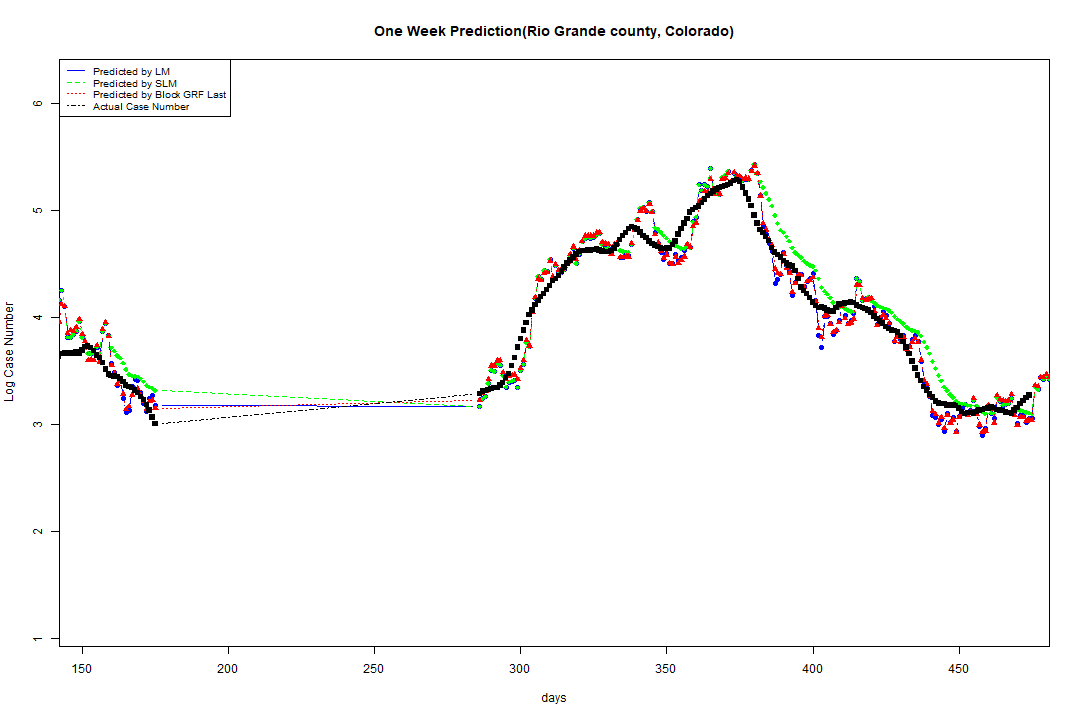 One Week Prediction(Rio Grande county, Colorado)
Predicted by LM
Predicted by SLM
Predicted by Block GRF Last
Actual Case Number
6
5
4
3
2
1
Log Case Number
150 200 250 300 350 400 450
days